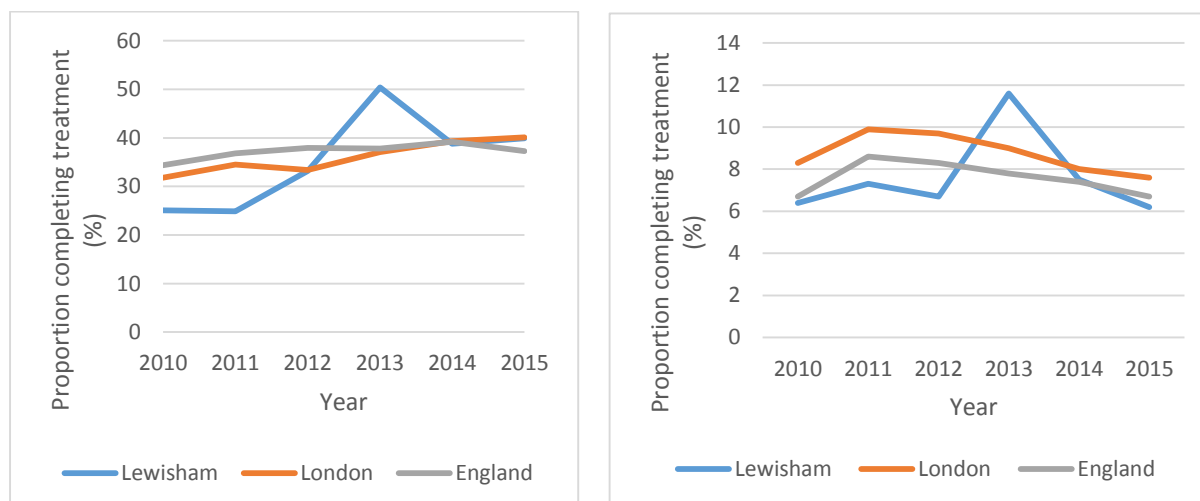 Proportion completing treatment
(%)
60
50
40
30
20
10
0
2010 2011 2012 2013 2014 2015
Year
Lewisham London England
Proportion completing treatment
(%)
14
12
10
8
6
4
2
0
2010 2011 2012 2013 2014 2015
Year
Lewisham London England